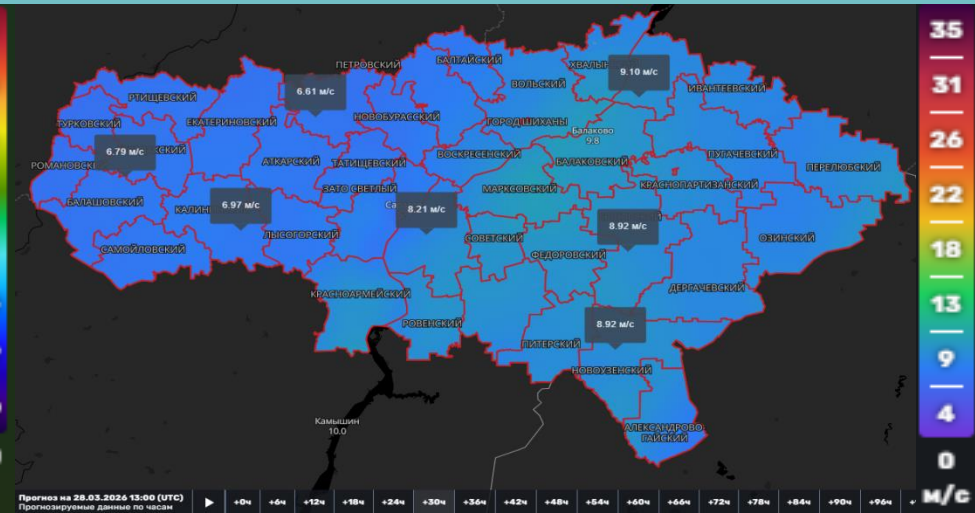 ПЕТРОВСКИЙ
БАЛТАЙСКИЙ
9.10 м/с
6.61 м/с
ВОЛЬСКИЙ
ИВАНТЕЕВСКИЙ
РТИЩЕВСКИЙ
НОВОБУРАССКИЙ
ТУРКОВСКИЙ
ЕКАТЕРИНОВСКИЙ
ГОРОД ШИХАНЫ
Балаково
9.8
6.79 м/с
ВОСКРЕСЕНСКИЙ
ПУГАЧЕВСКИЙ
АТКАРСКИЙ
ТАТИЩЕВСКИЙ
БАЛАКОВСКИЙ
ПЕРЕЛЮБСКИЙ
ЗАТО СВЕТЛЫЙ
МАРКСОВСКИЙ
КРАСНОПАРТИЗАНСКИЙ
БАЛАШОВСКИЙ
6.97 м/с
8.21 м/с
8.92 м/с
ЛЫСОГОРСКИЙ
СОВЕТСКИЙ
ОЗИНСКИЙ
САМОЙЛОВСКИЙ
ФЕДОРОВСКИЙ
КРАСНОАРМЕЙСКИЙ
ДЕРГАЧЕВСКИЙ
РОВЕНСКИЙ
8.92 м/с
ПИТЕРСКИЙ
НОВОУЗЕНСКИЙ
Камышин
10.0
АЛЕКСАНДРОВО
ГАЙСКИЙ
35
31
26
22
18
13
9
4
0
м/с
Прогноз на 28.03.2026 13:00 (UTC)
Прогнозируемые данные по часам
+0ч +6ч +12ч +18ч +24ч +30ч +36ч +42ч +48ч +54ч +60ч +66ч +72ч +78ч +84ч +90ч +96ч